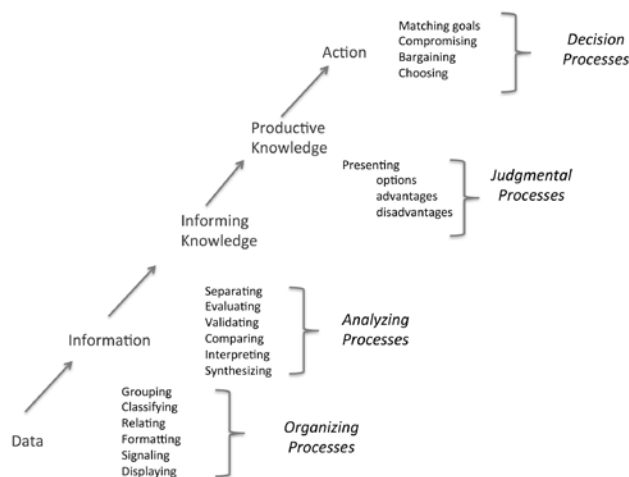 Action
Matching goals
Compromising
Bargaining
Choosing
Decision
Processes
Productive
Knowledge
Presenting
options
advantages
disadvantages
Judgmental
Processes
Informing
Knowledge
Separating
Evaluating
Validating
Comparing
Interpreting
Synthesizing
Analyzing
Processes
Information
Grouping
Classifying
Relating
Formatting
Signaling
Displaying
Organizing
Processes
Data